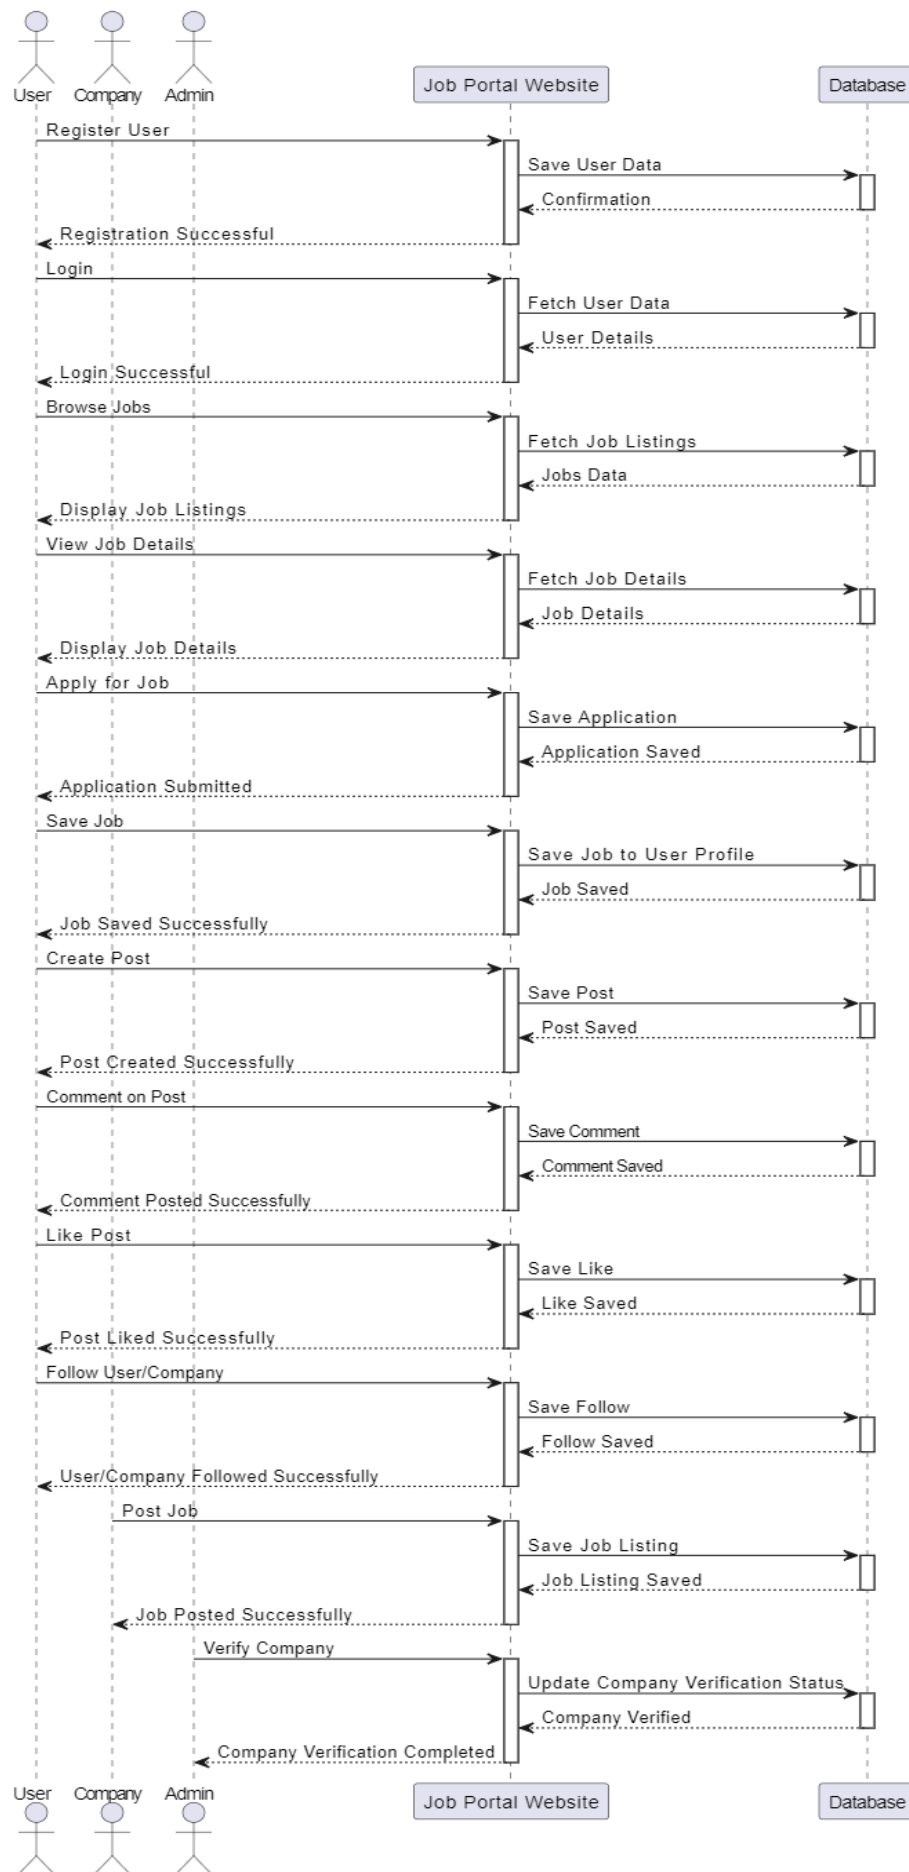 User Company Admin Job Portal Website Database
Register User
Save User Data
Confirmation
Registration Successful
Login
Fetch User Data
User Details
Login Successful
Browse Jobs
Fetch Job Listings
Jobs Data
Display Job Listings
View Job Details
Fetch Job Details
Job Details
Display Job Details
Apply for Job
Save Application
Application Saved
Application Submitted
Save Job
Save Job to User Profile
Job Saved
Job Saved Successfully
Create Post
Save Post
Post Saved
Post Created Successfully
Comment on Post
Save Comment
Comment Saved
Comment Posted Successfully
Like Post
Save Like
Like Saved
Post Liked Successfully
Follow User/Company
Save Follow
Follow Saved
User/Company Followed Successfully
Post Job
Save Job Listing
Job Listing Saved
Job Posted Successfully
Verify Company
Update Company Verification Status
Company Verified
Company Verification Completed
User Company Admin Job Portal Website Database